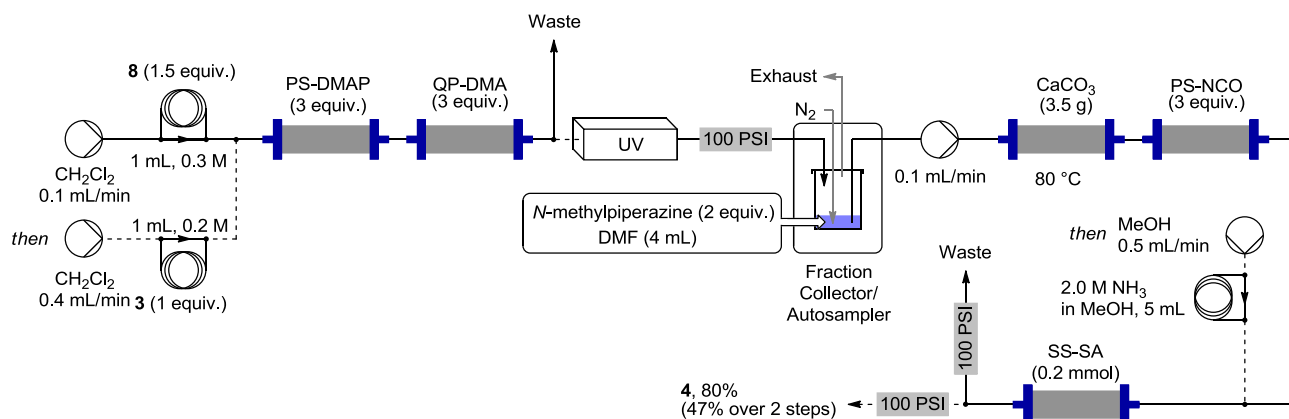 Waste
8 (1.5 equiv.)
PS-DMAP
(3 equiv.)
QP-DMA
(3 equiv.)
Exhaust
N2
CaCO3
(3.5 g)
PS-NCO
(3 equiv.)
UV
100 PSI
1 mL, 0.3 M
CH2Cl2
0.1 mL/min
0.1 mL/min
80 °C
then
1 mL, 0.2 M
CH2Cl2
0.4 mL/min
3 (1 equiv.)
N-methylpiperazine (2 equiv.)
DMF (4 mL)
Fraction
Collector/
Autosampler
then
MeOH
0.5 mL/min
Waste
2.0 M NH3
in MeOH, 5 mL
100 PSI
SS-SA
(0.2 mmol)
4, 80%
(47% over 2 steps)
100 PSI